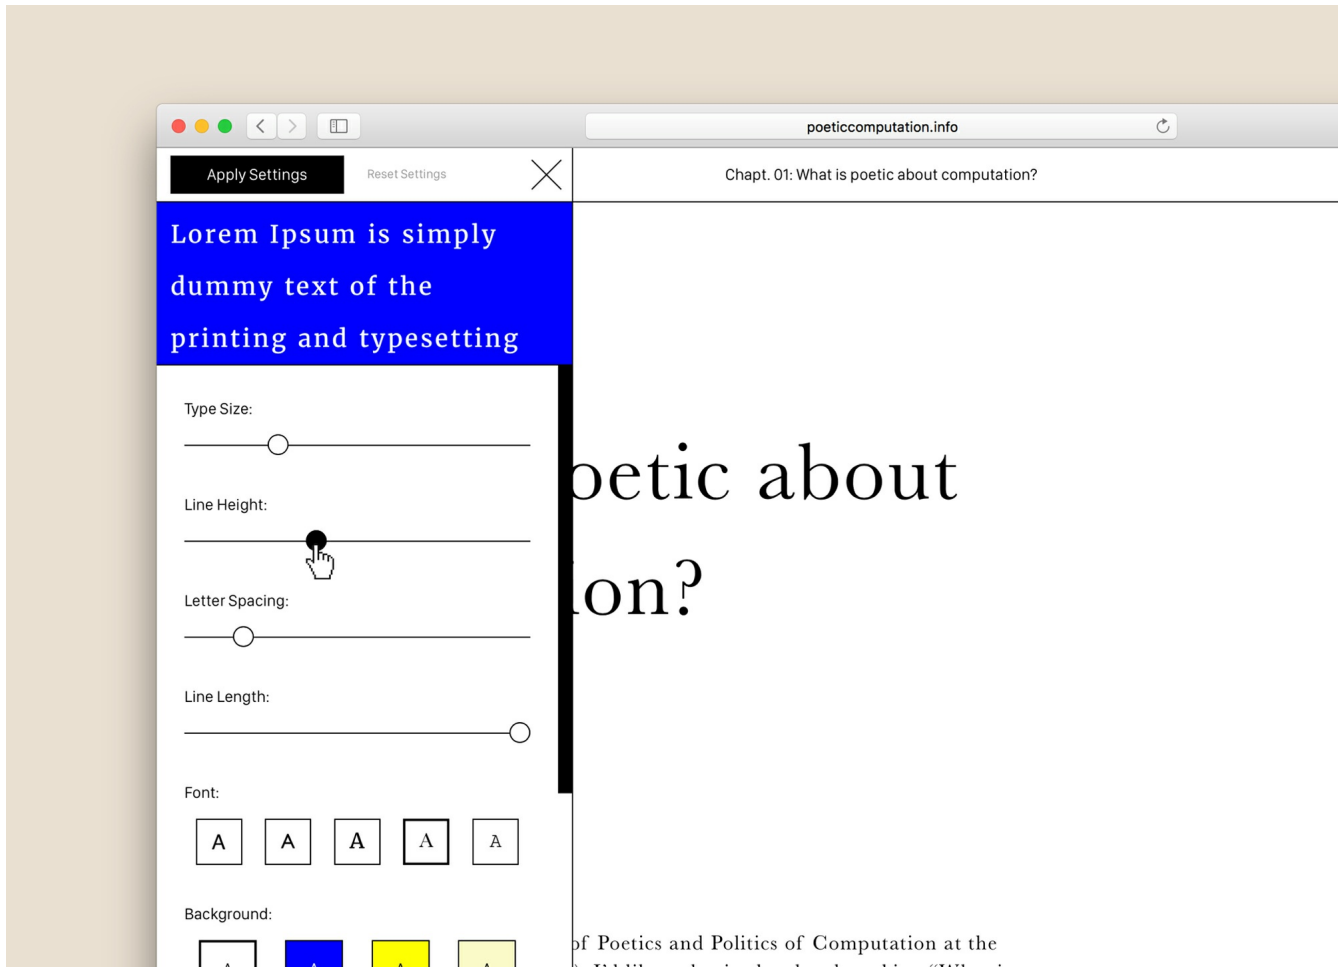 poeticcomputation.info
Apply Settings
Reset Settings
Chapt. 01: What is poetic about computation?
Lorem Ipsum is simply
dummy text of the
printing and typesetting
Type Size:
Line Height:
Letter Spacing:
Line Length:
Font:
A
A
A
A
A
Background:
A
A
A
A
oetic about
ion?
of Poetics and Politics of Computation at the